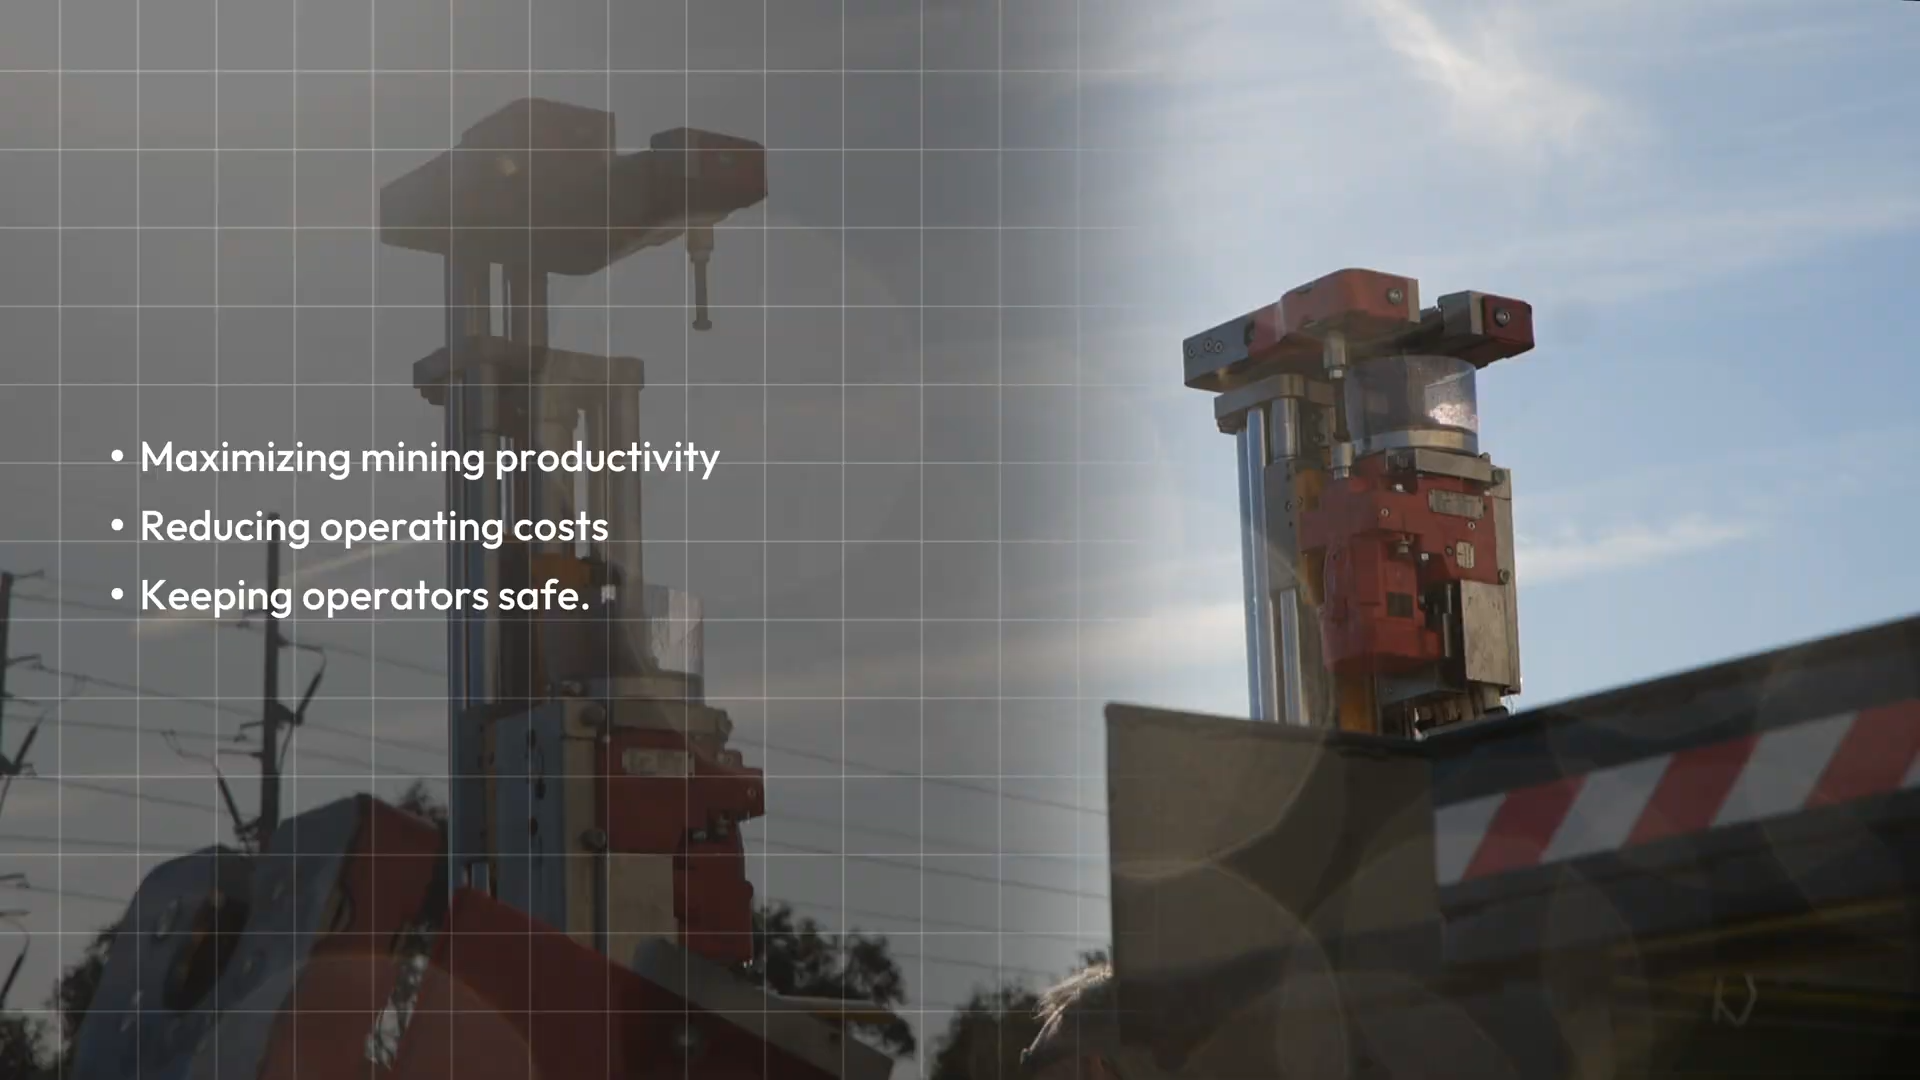 • Maximizing mining productivity
• Reducing operating costs
• Keeping operators safe.